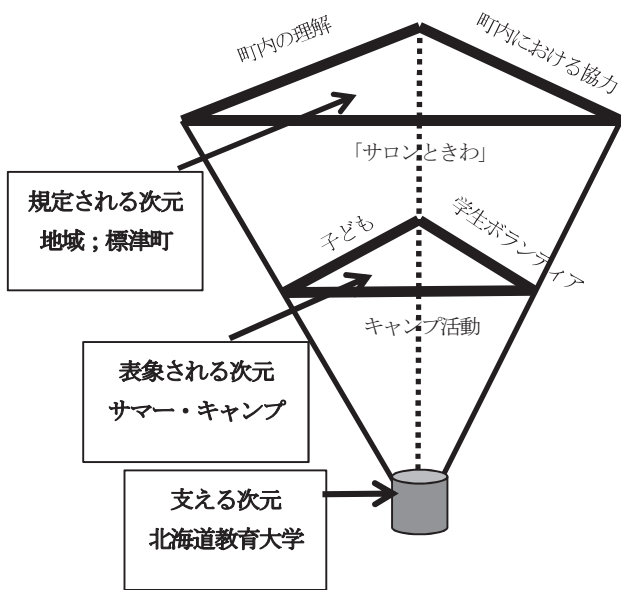 町内の理解
町内における協力
「サロンときわ」
規定される次元
地域；標津町
子ども
学生ボランティア
キャンプ活動
表象される次元
サマー・キャンプ
支える次元
北海道教育大学